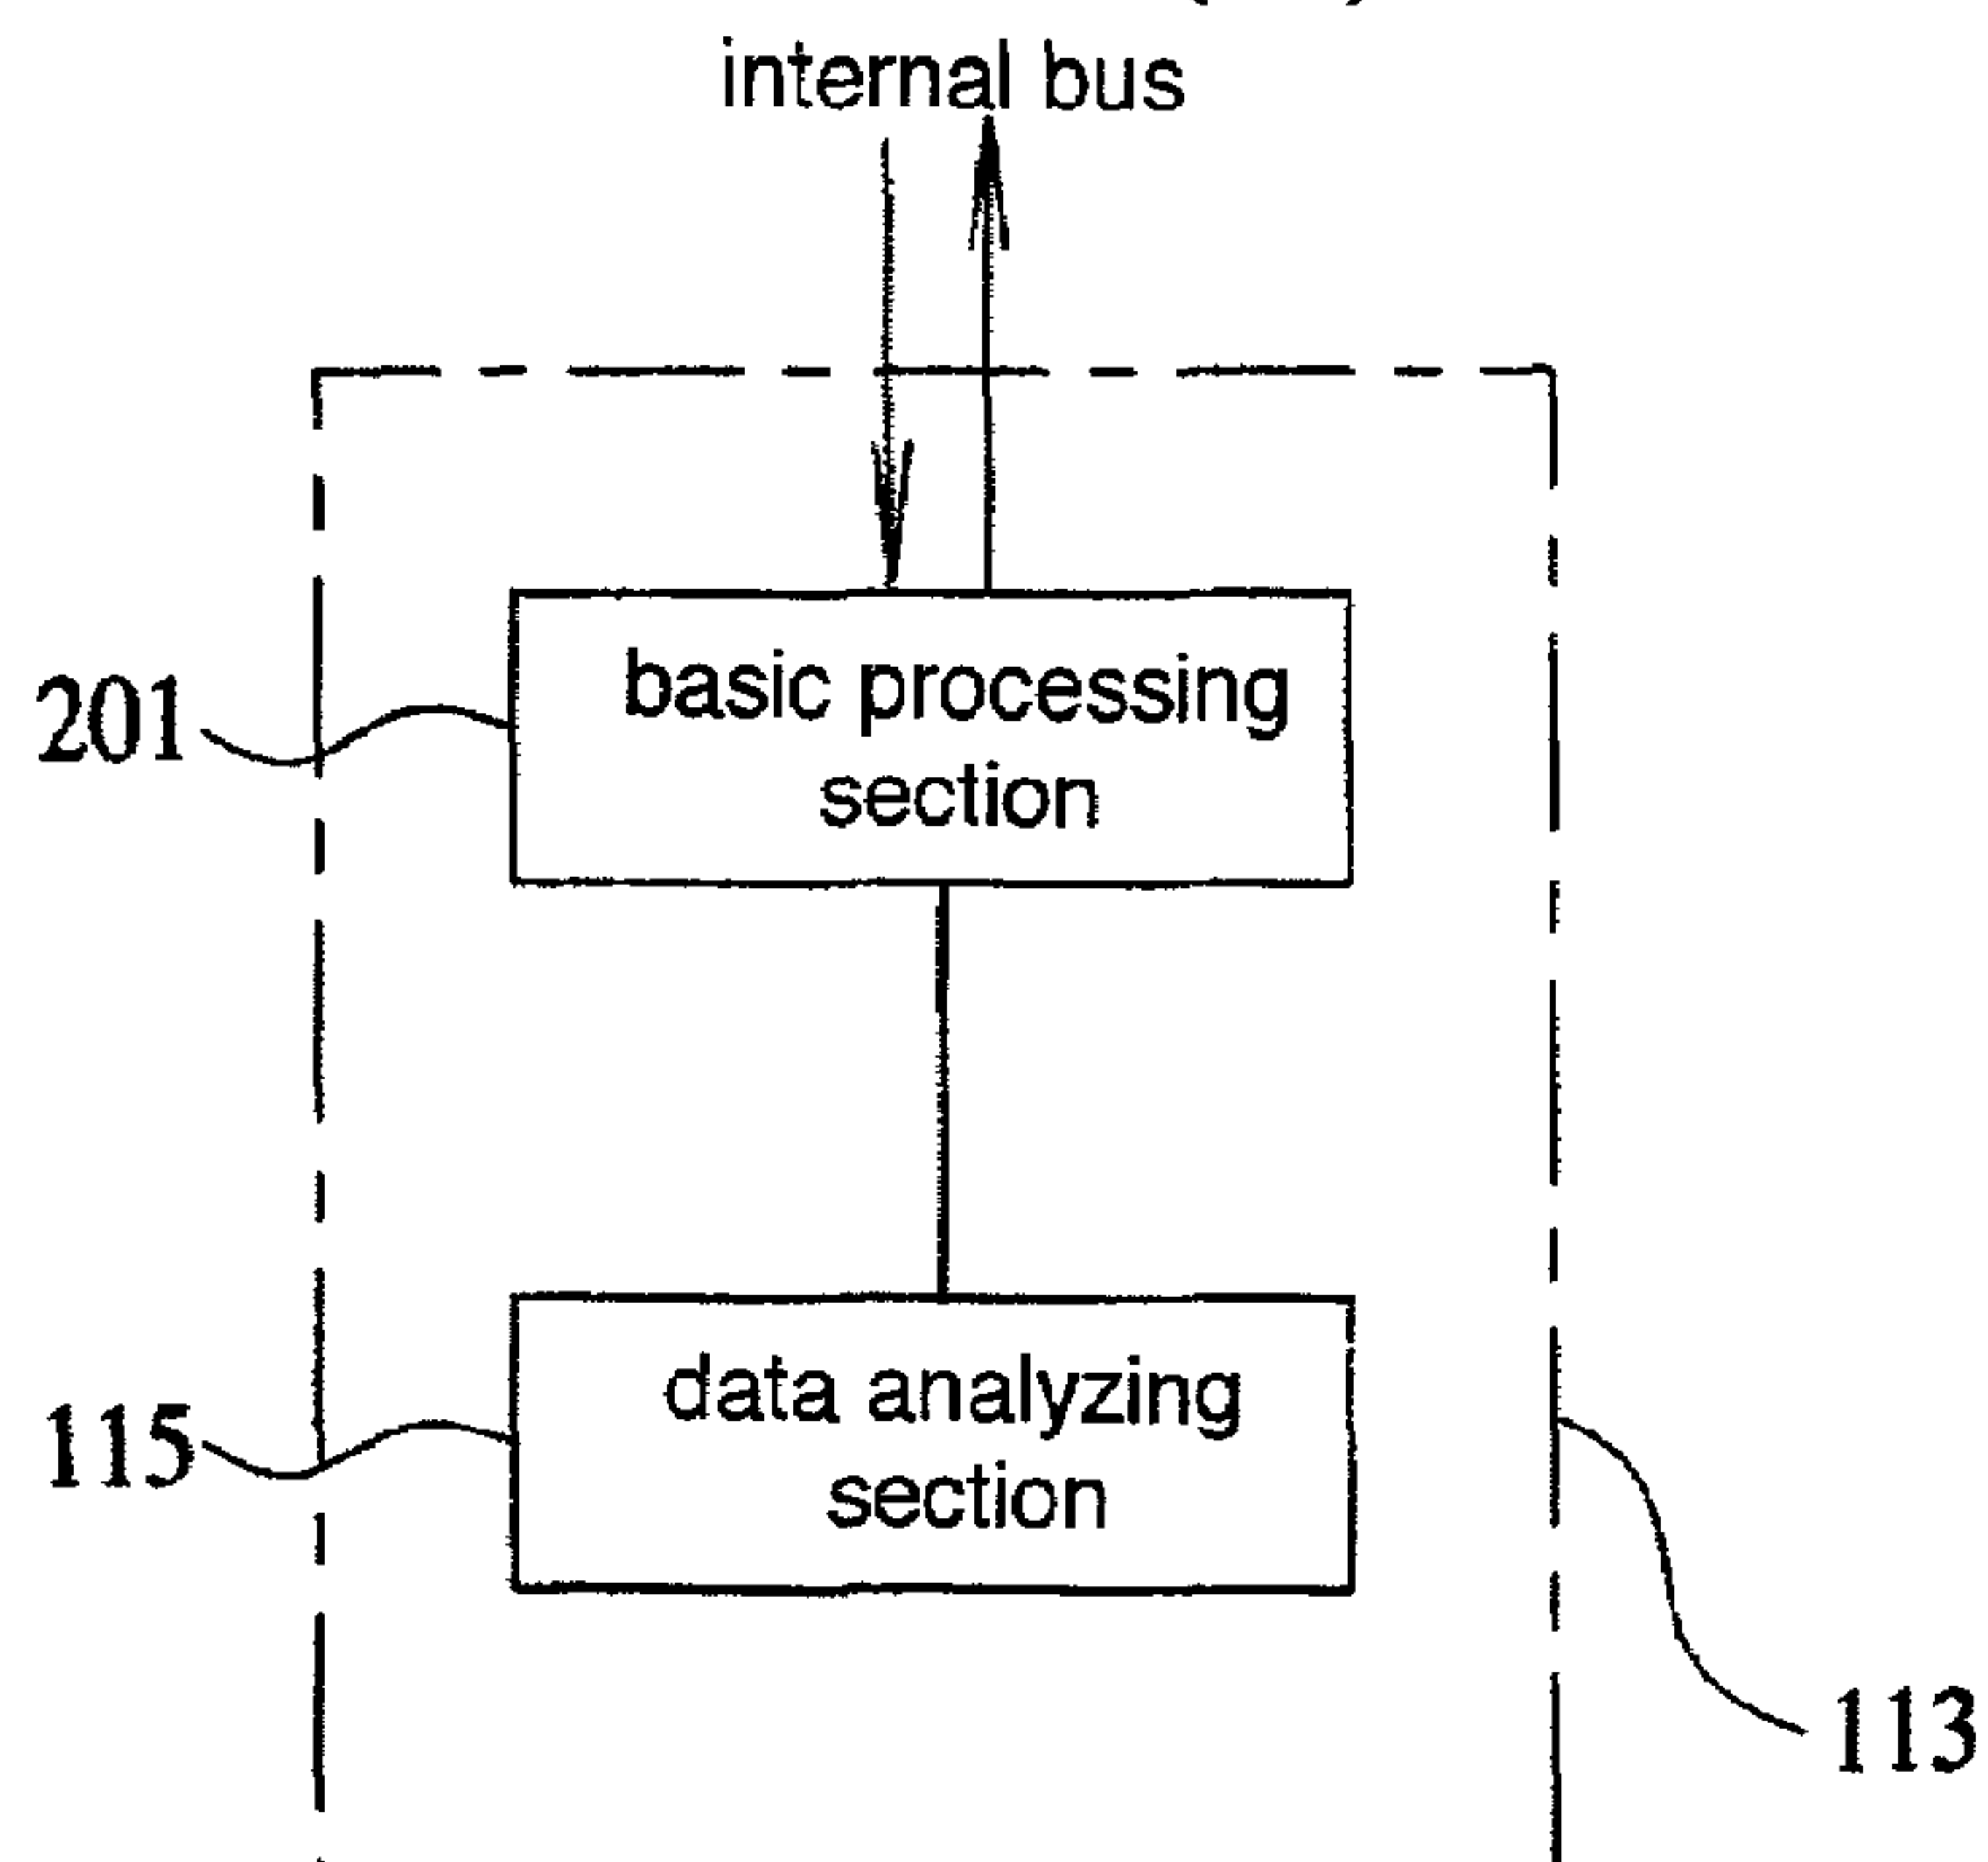 internal bus
201
basic processing
section
115
data analyzing
section
113